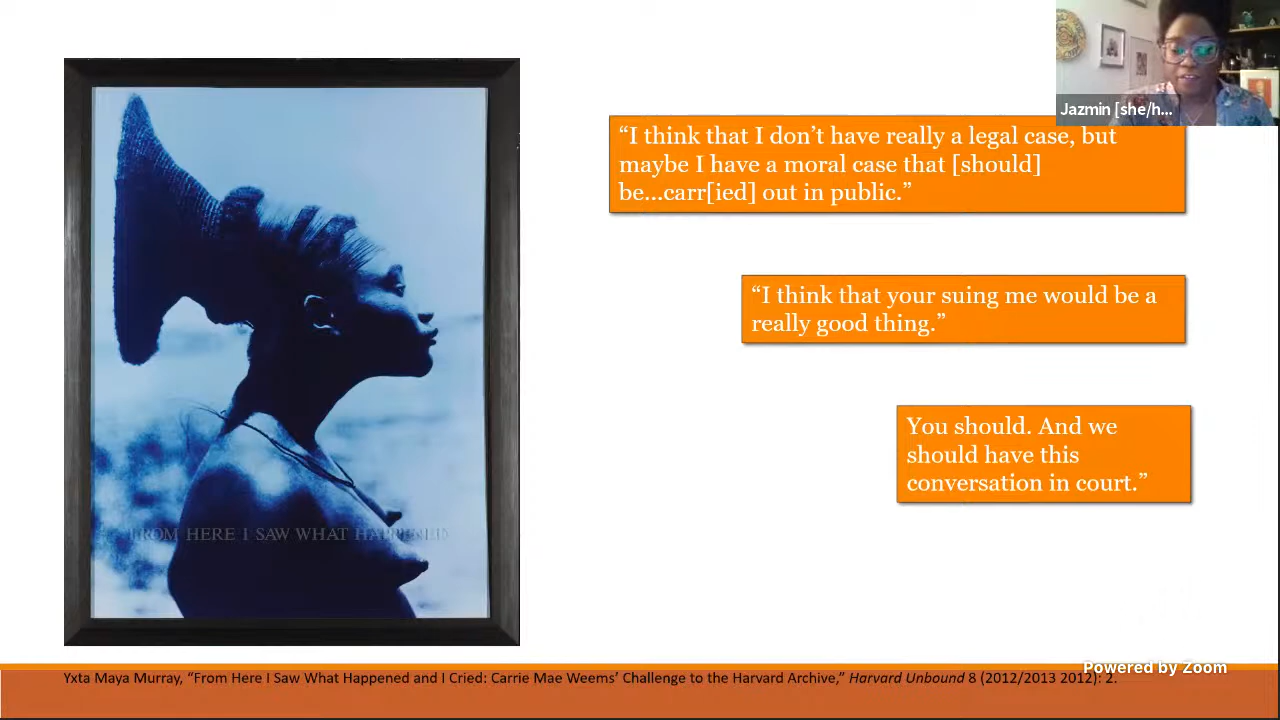 Jazmin [she/h...
“I think that I don’t have really a legal case, but
maybe I have a moral case that [should]
be...carr[ied] out in public.”
“I think that your suing me would be a
really good thing.”
You should. And we
should have this
conversation in court.”
FROM HERE I SAW WHAT HAPPENED
Powered by Zoom
Yxta Maya Murray, “From Here I Saw What Happened and I Cried: Carrie Mae Weems’ Challenge to the Harvard Archive,” Harvard Unbound 8 (2012/2013 2012): 2.